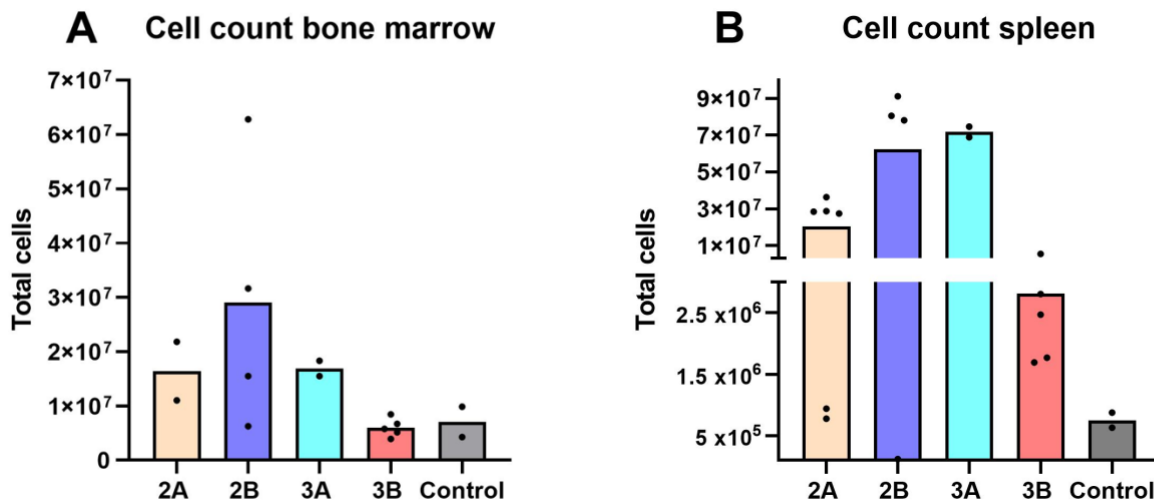 A Cell count bone marrow
Total cells
7×10⁷
6×10⁷
5×10⁷
4×10⁷
3×10⁷
2×10⁷
1×10⁷
0
2A 2B 3A 3B Control
B Cell count spleen
Total cells
9×10⁷
7×10⁷
5×10⁷
3×10⁷
1×10⁷
2.5 x10⁶
1.5 x10⁶
5 x10⁵
2A 2B 3A 3B Control